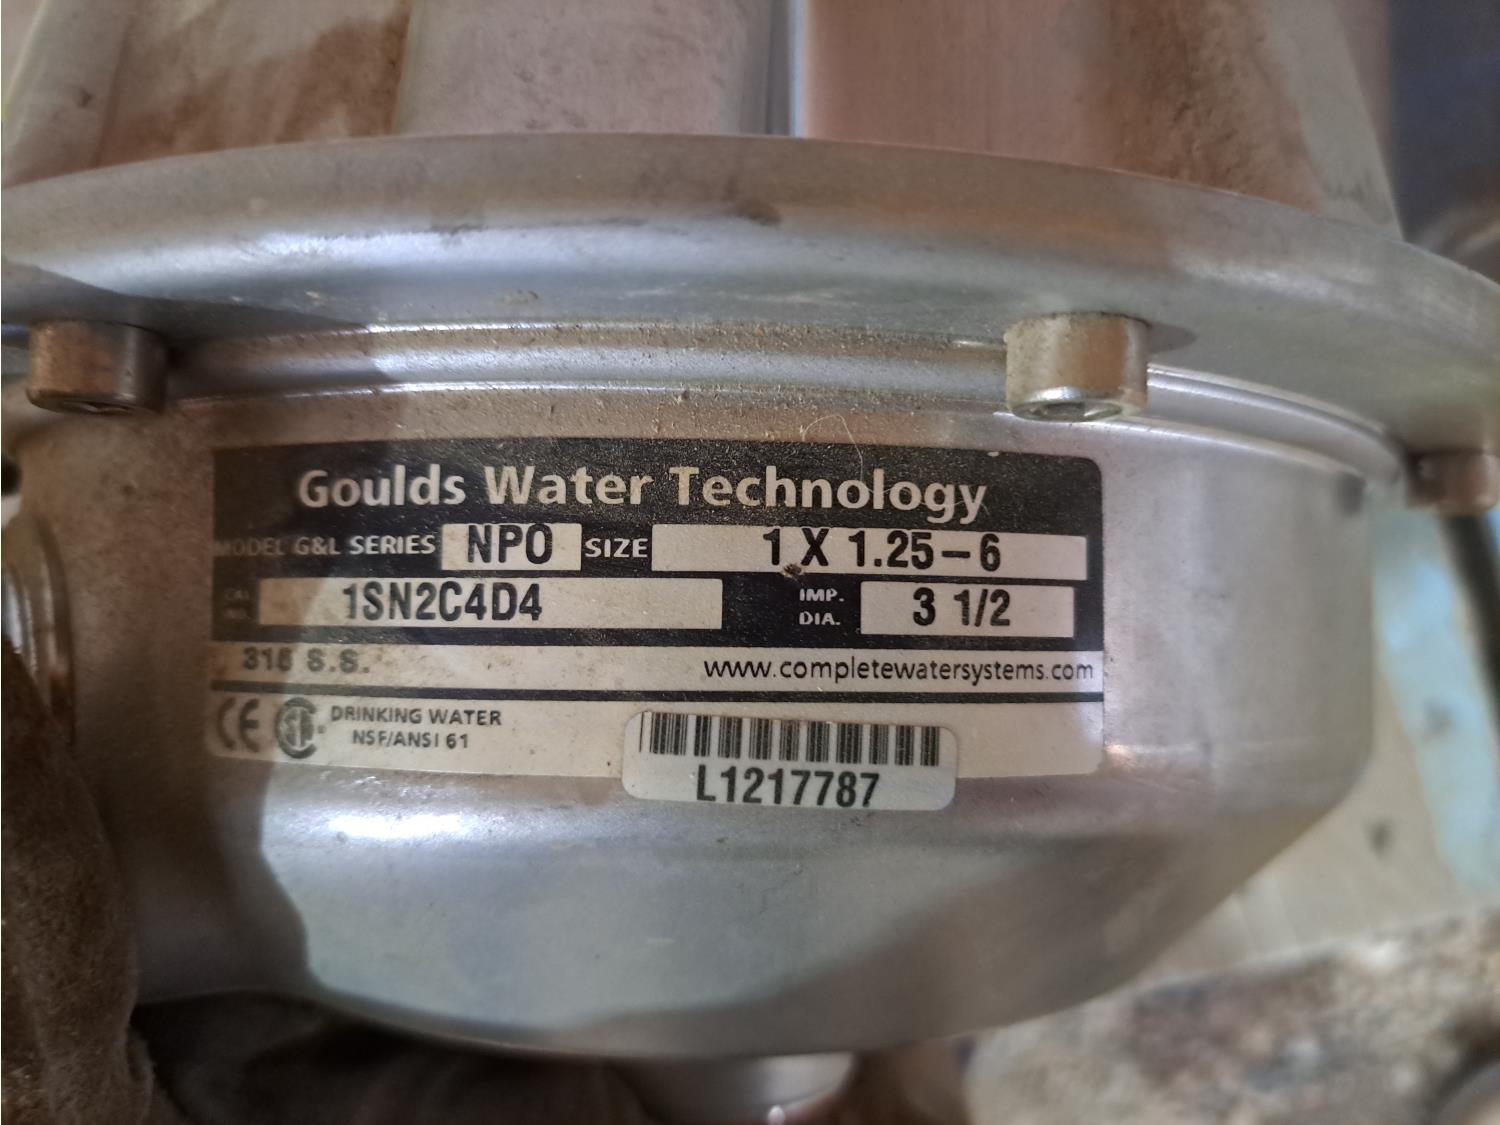 Goulds Water Technology
MODEL G&L SERIES NPO SIZE 1 X 1.25-6
1SN2C4D4 IMP. DIA. 3 1/2
316 S.S. www.completewatersystems.com
CE DRINKING WATER
NSF/ANSI 61
L1217787